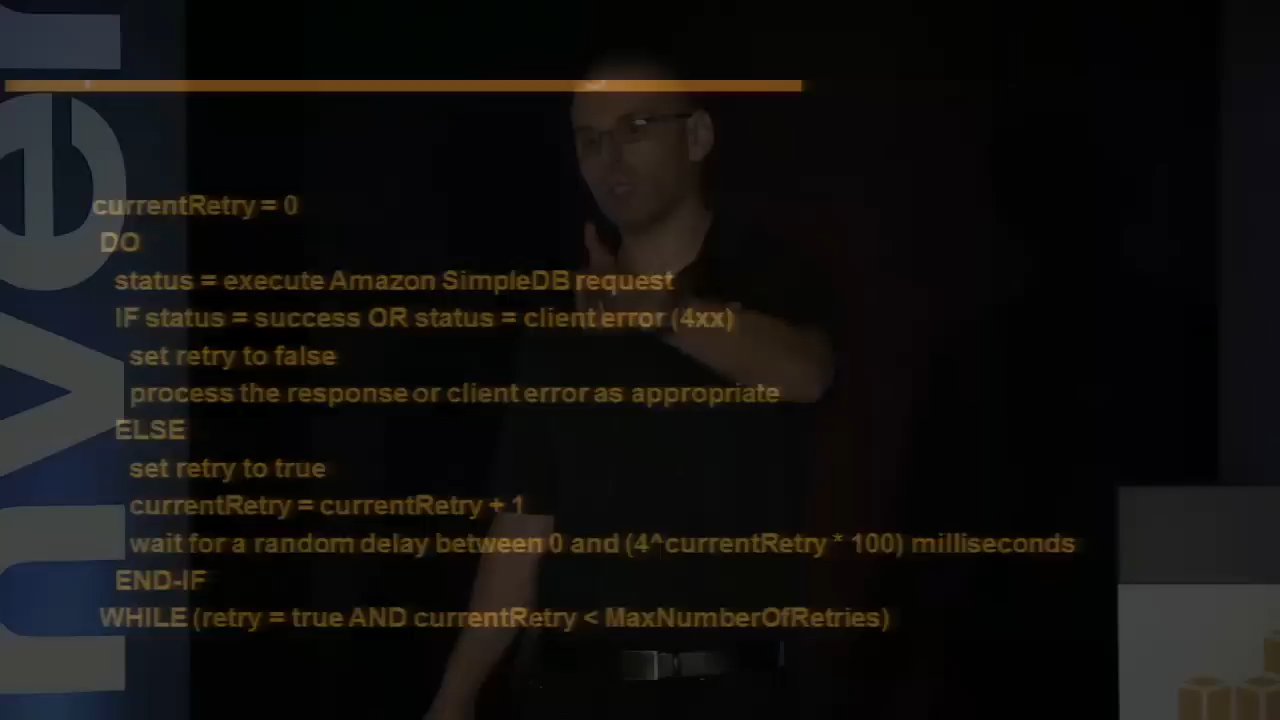 currentRetry = 0
DO
status = execute Amazon SimpleDB request
IF status = success OR status = client error (4xx)
set retry to false
process the response or client error as appropriate
ELSE
set retry to true
currentRetry = currentRetry + 1
wait for a random delay between 0 and (4^currentRetry * 100) milliseconds
END-IF
WHILE (retry = true AND currentRetry < MaxNumberOfRetries)